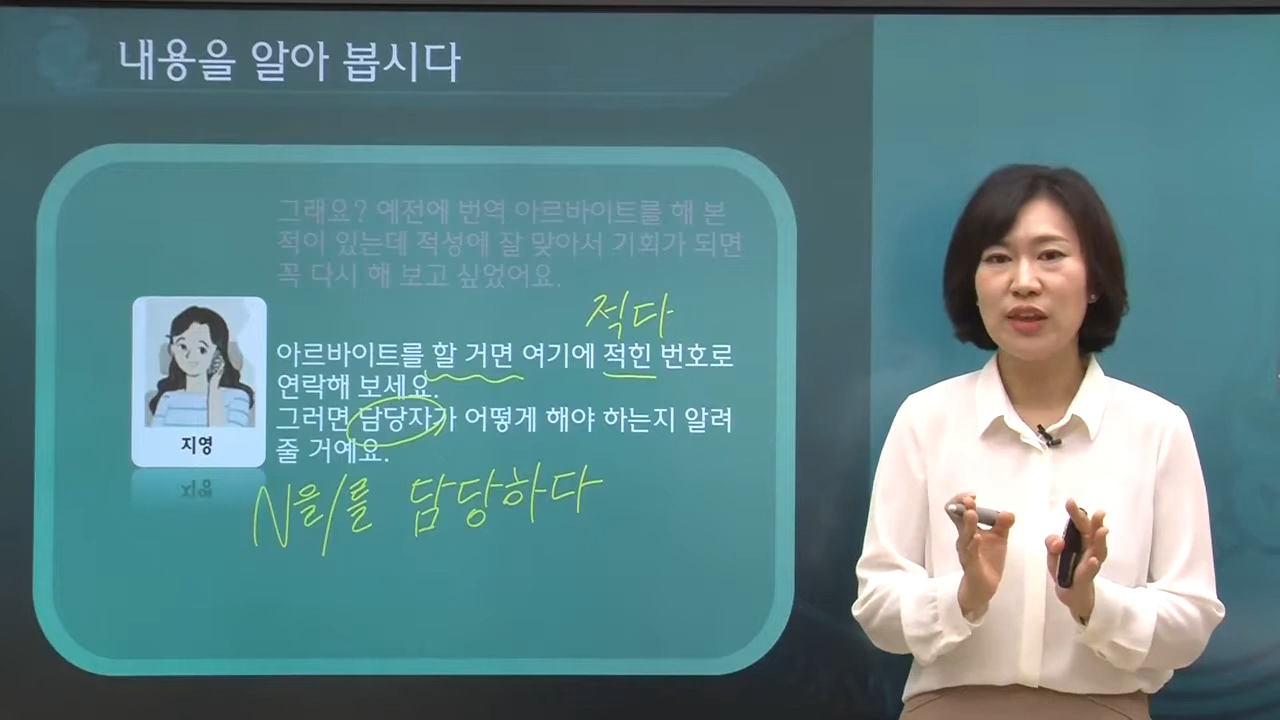 내용을 알아 봅시다
그래요? 예전에 번역 아르바이트를 해 본
적이 있는데 적성에 잘 맞아서 기회가 되면
꼭 다시 해 보고 싶었어요.
적다
아르바이트를 할 거면 여기에 적힌 번호로
연락해 보세요.
그러면 담당자가 어떻게 해야 하는지 알려
줄 거예요.
지영
N을/를 담당하다